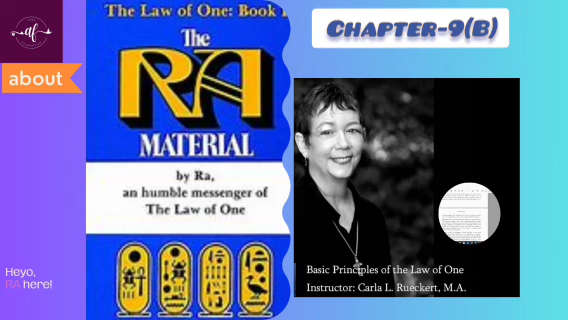 af
about
Heyo,
RA here!
The Law of One: Book
The
RA
MATERIAL
by Ra,
an humble messenger of
The Law of One
CHAPTER-9(B)
Basic Principles of the Law of One
Instructor: Carla L. Rueckert, M.A.